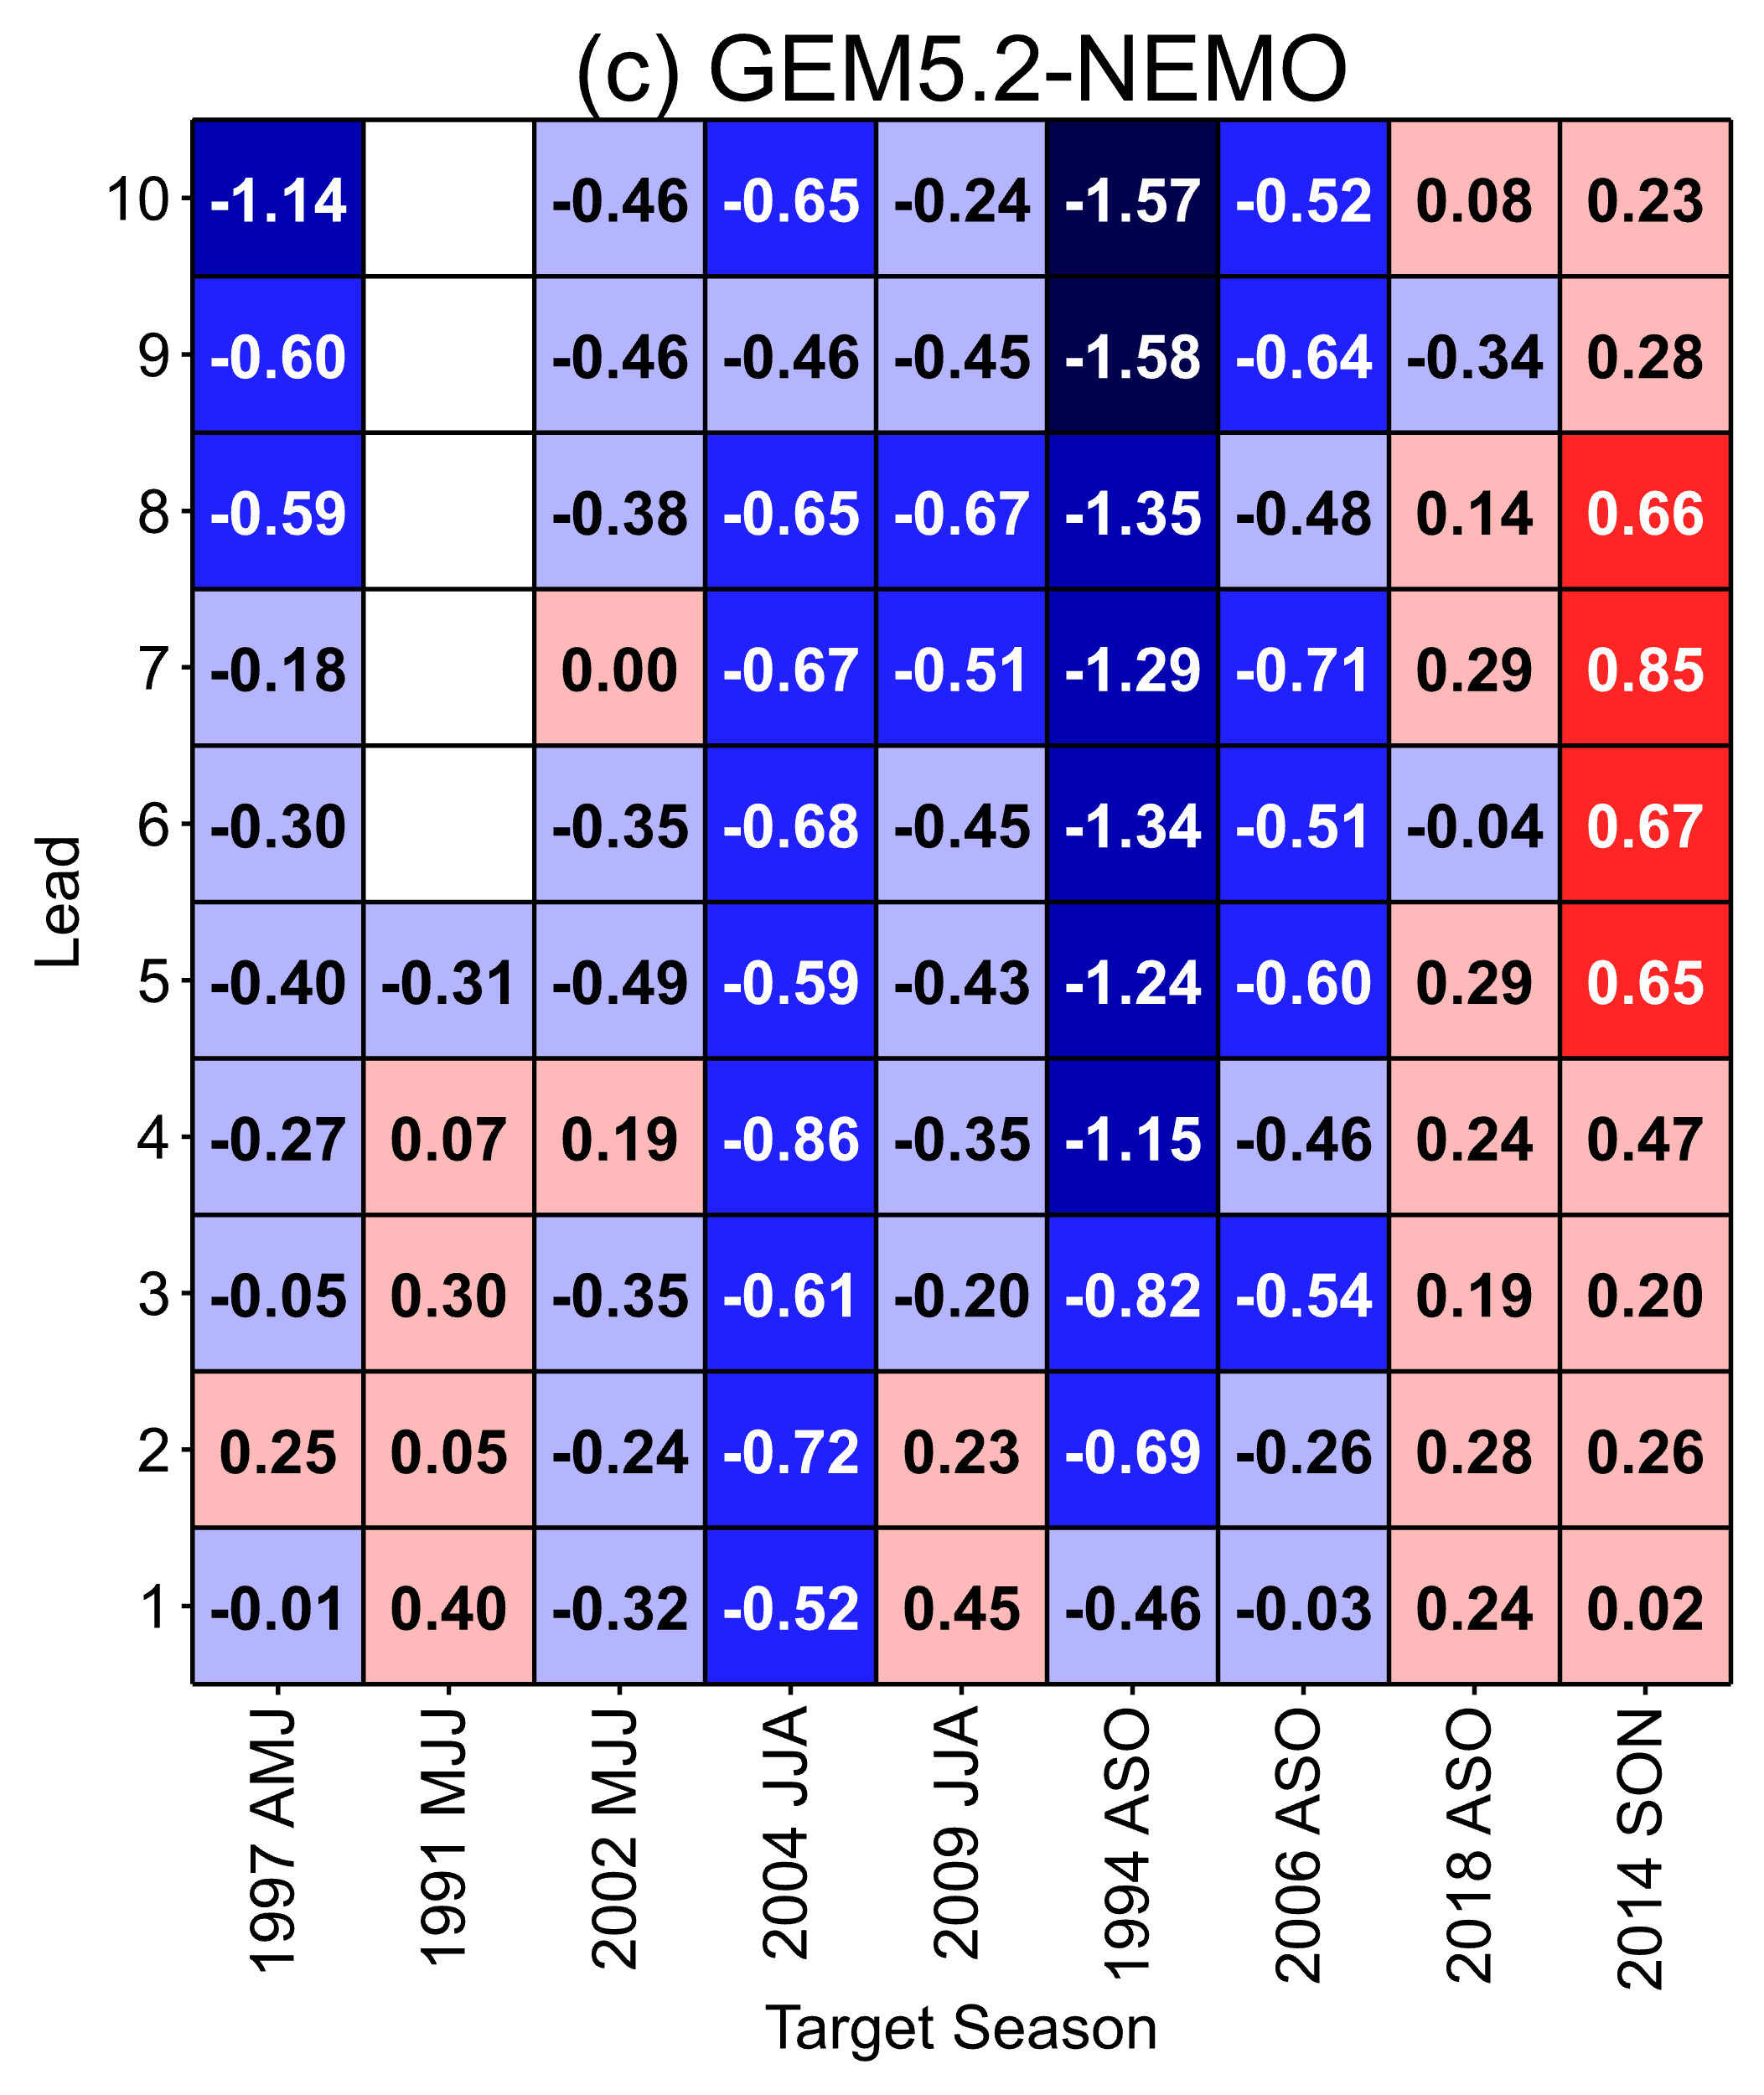 (c) GEM5.2-NEMO
10 -1.14 -0.46 -0.65 -0.24 -1.57 -0.52 0.08 0.23
9 -0.60 -0.46 -0.46 -0.45 -1.58 -0.64 -0.34 0.28
8 -0.59 -0.38 -0.65 -0.67 -1.35 -0.48 0.14 0.66
7 -0.18 0.00 -0.67 -0.51 -1.29 -0.71 0.29 0.85
6 -0.30 -0.35 -0.68 -0.45 -1.34 -0.51 -0.04 0.67
5 -0.40 -0.31 -0.49 -0.59 -0.43 -1.24 -0.60 0.29 0.65
4 -0.27 0.07 0.19 -0.86 -0.35 -1.15 -0.46 0.24 0.47
3 -0.05 0.30 -0.35 -0.61 -0.20 -0.82 -0.54 0.19 0.20
2 0.25 0.05 -0.24 -0.72 0.23 -0.69 -0.26 0.28 0.26
1 -0.01 0.40 -0.32 -0.52 0.45 -0.46 -0.03 0.24 0.02
Lead
1997 AMJ
1991 MJJ
2002 MJJ
2004 JJA
2009 JJA
1994 ASO
2006 ASO
2018 ASO
2014 SON
Target Season